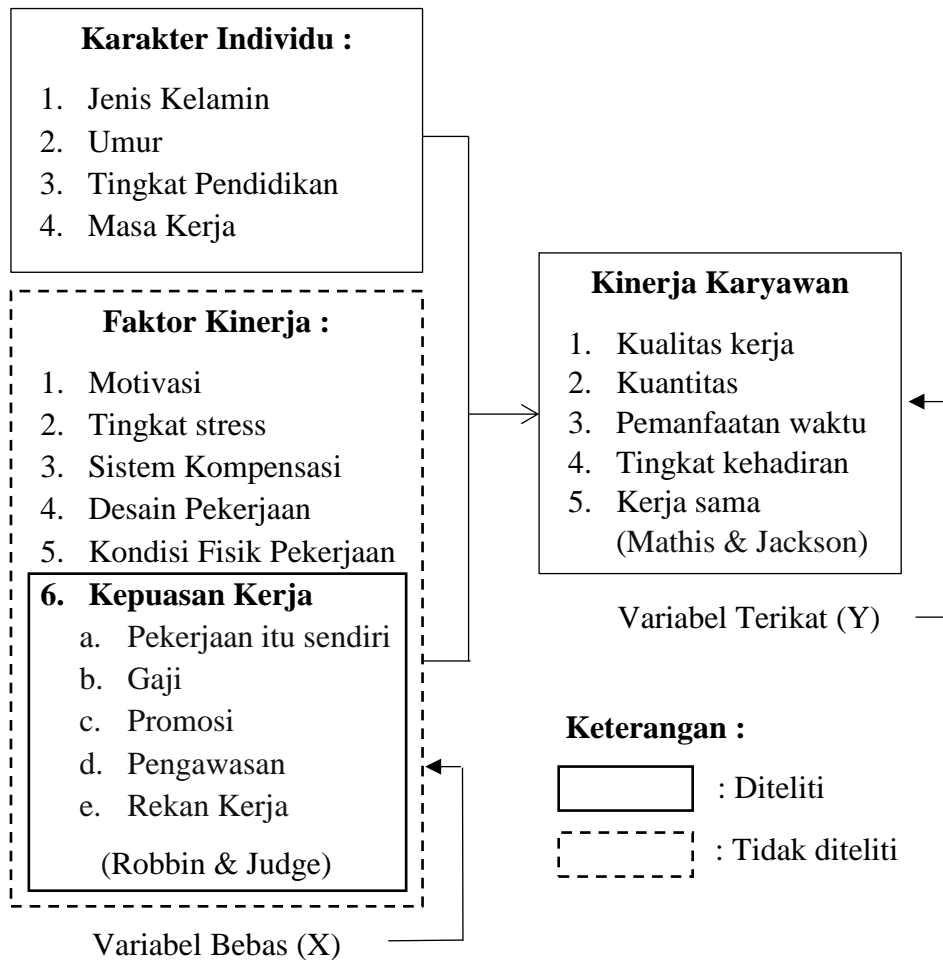 Karakter Individu :
1. Jenis Kelamin
2. Umur
3. Tingkat Pendidikan
4. Masa Kerja
Faktor Kinerja :
1. Motivasi
2. Tingkat stress
3. Sistem Kompensasi
4. Desain Pekerjaan
5. Kondisi Fisik Pekerjaan
6. Kepuasan Kerja
a. Pekerjaan itu sendiri
b. Gaji
c. Promosi
d. Pengawasan
e. Rekan Kerja
(Robbin & Judge)
Variabel Bebas (X)
Kinerja Karyawan
1. Kualitas kerja
2. Kuantitas
3. Pemanfaatan waktu
4. Tingkat kehadiran
5. Kerja sama
(Mathis & Jackson)
Variabel Terikat (Y)
Keterangan :
: Diteliti
: Tidak diteliti